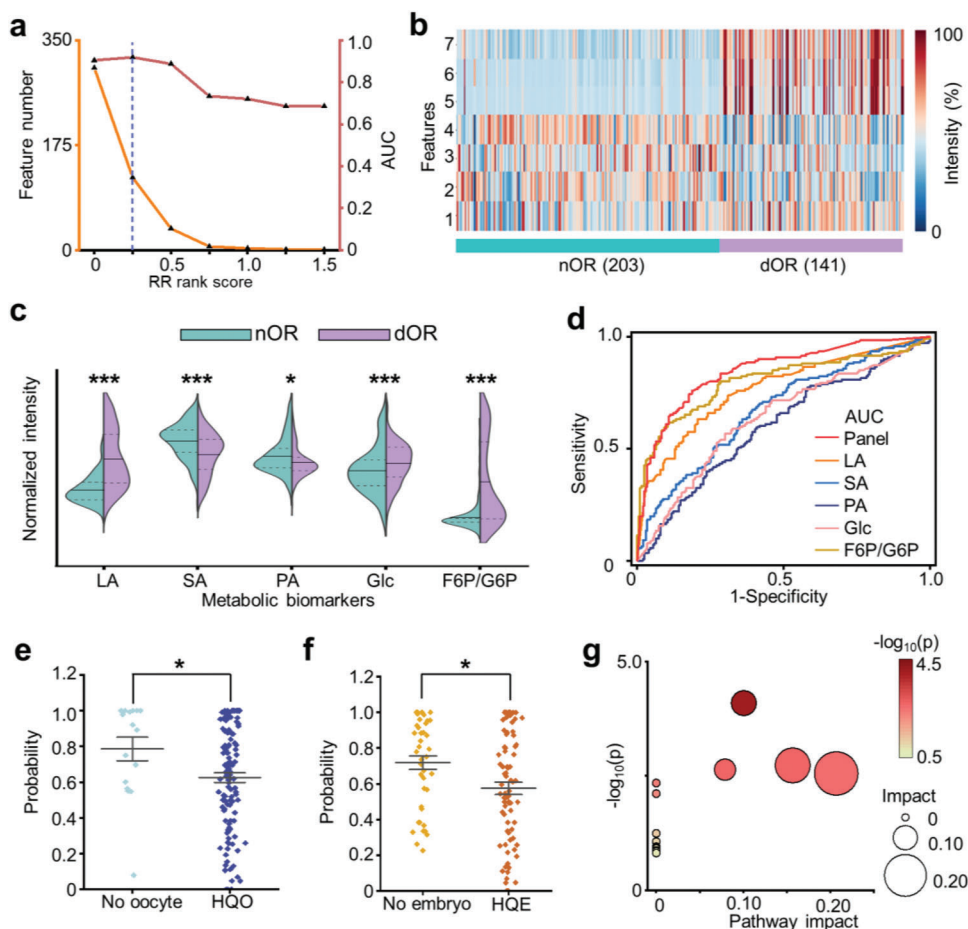 a
350
175
0
Feature number
1.0
0.8
0.6
0.4
0.2
0
AUC
0
0.5
1.0
1.5
RR rank score
b
7
6
5
4
3
2
1
Features
nOR (203)
dOR (141)
100
0
Intensity (%)
c
nOR
dOR
***
***
*
***
***
Normalized intensity
LA
SA
PA
Glc
F6P/G6P
Metabolic biomarkers
d
1.0
0.5
0
Sensitivity
AUC
Panel
LA
SA
PA
Glc
F6P/G6P
0
0.5
1.0
1-Specificity
e
1.2
1.0
0.8
0.6
0.4
0.2
0
Probability
*
No oocyte
HQO
f
1.2
1.0
0.8
0.6
0.4
0.2
0
Probability
*
No embryo
HQE
g
5.0
0
-log10(p)
0
0.10
0.20
Pathway impact
-log10(p)
4.5
0.5
Impact
0
0.10
0.20